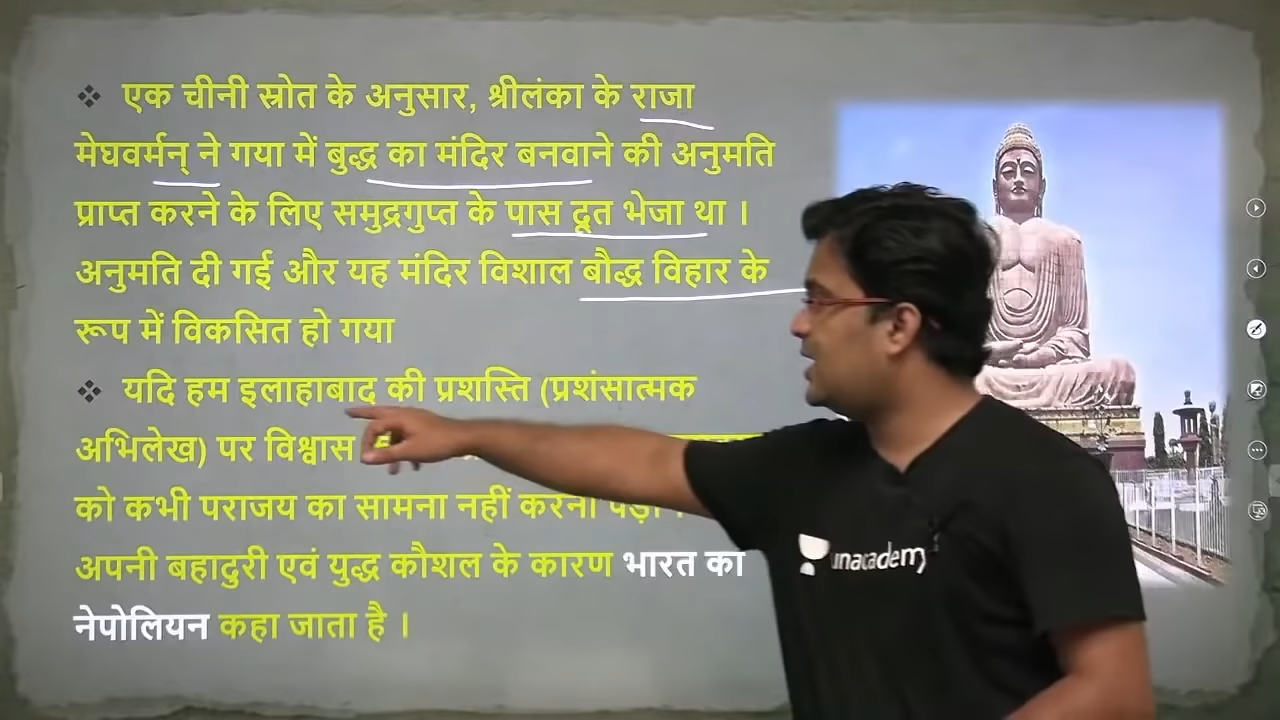 ❖ एक चीनी स्रोत के अनुसार, श्रीलंका के राजा
मेघवर्मन् ने गया में बुद्ध का मंदिर बनवाने की अनुमति
प्राप्त करने के लिए समुद्रगुप्त के पास दूत भेजा था ।
अनुमति दी गई और यह मंदिर विशाल बौद्ध विहार के
रूप में विकसित हो गया
❖ यदि हम इलाहाबाद की प्रशस्ति (प्रशंसात्मक
अभिलेख) पर विश्वास
को कभी पराजय का सामना नहीं करना पड़ा
अपनी बहादुरी एवं युद्ध कौशल के कारण भारत का
नेपोलियन कहा जाता है ।
unacademy